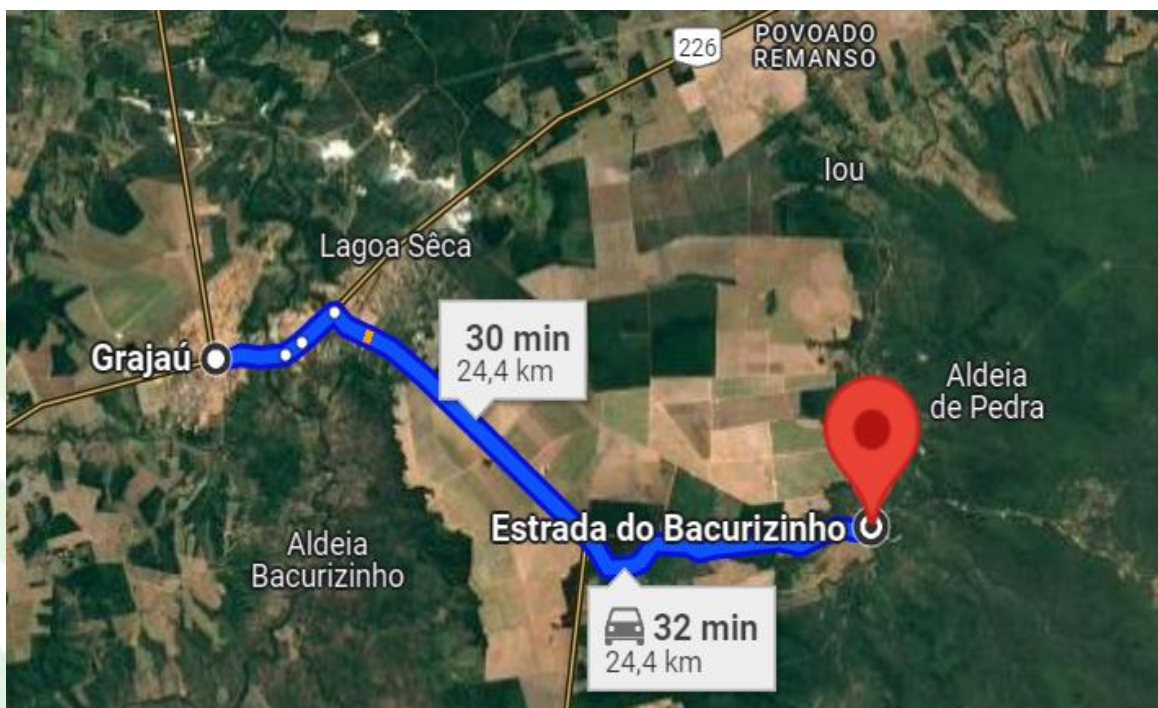 226
POVOADO
REMANSO
Iou
Lagoa Sêca
30 min
24,4 km
Grajaú
Aldeia
de Pedra
Estrada do Bacurizinho
Aldeia
Bacurizinho
32 min
24,4 km